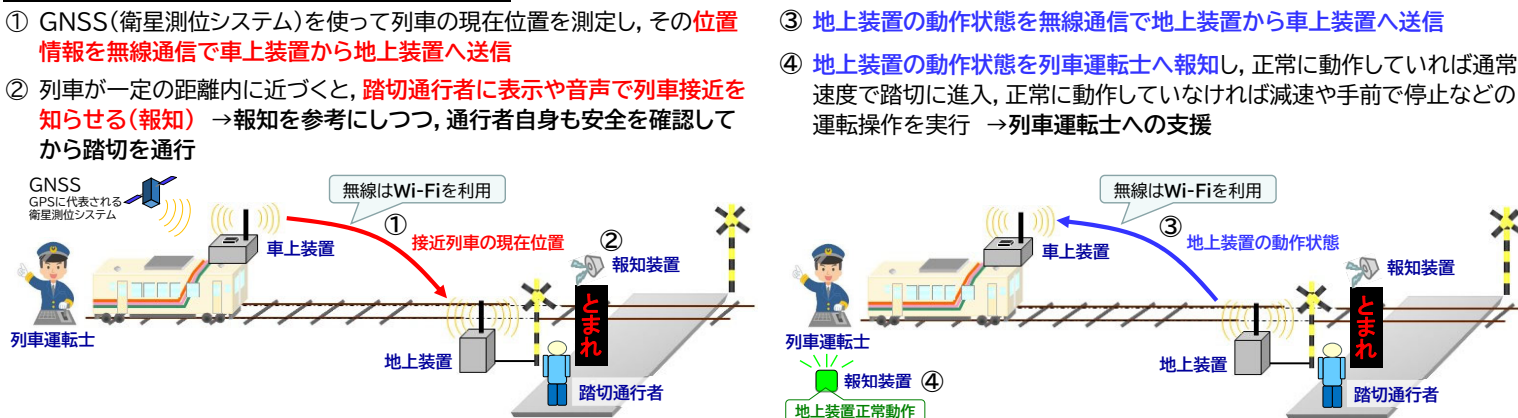 ① GNSS(衛星測位システム)を使って列車の現在位置を測定し, その位置
情報を無線通信で車上装置から地上装置へ送信
② 列車が一定の距離内に近づくと, 踏切通行者に表示や音声で列車接近を
知らせる(報知) →報知を参考にしつつ, 通行者自身も安全を確認して
から踏切を通行
GNSS
GPSに代表される
衛星測位システム
無線はWi-Fiを利用
①
接近列車の現在位置
②
車上装置
報知装置
とまれ
列車運転士
地上装置
踏切通行者
③ 地上装置の動作状態を無線通信で地上装置から車上装置へ送信
④ 地上装置の動作状態を列車運転士へ報知し, 正常に動作していれば通常
速度で踏切に進入, 正常に動作していなければ減速や手前で停止などの
運転操作を実行 →列車運転士への支援
無線はWi-Fiを利用
③
地上装置の動作状態
車上装置
報知装置
とまれ
列車運転士
地上装置
報知装置 ④
踏切通行者
地上装置正常動作